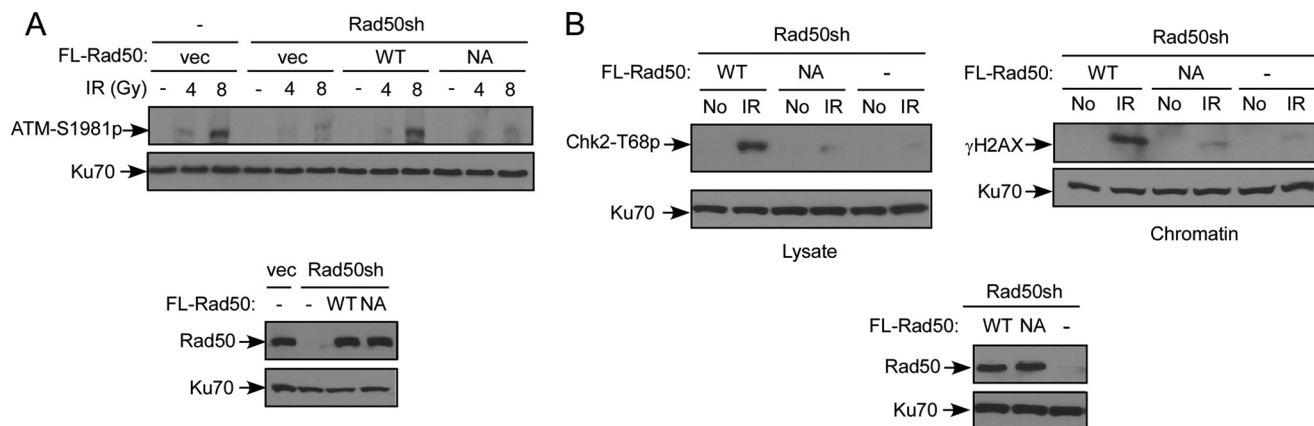 A
- Rad50sh
FL-Rad50: vec vec WT NA
IR (Gy) - 4 8 - 4 8 - 4 8 - 4 8
ATM-S1981p
Ku70
vec Rad50sh
FL-Rad50: - - WT NA
Rad50
Ku70
B
Rad50sh
FL-Rad50: WT NA -
No IR No IR No IR
Chk2-T68p
Ku70
Lysate
Rad50sh
FL-Rad50: WT NA -
No IR No IR No IR
γH2AX
Ku70
Chromatin
Rad50sh
FL-Rad50: WT NA -
Rad50
Ku70